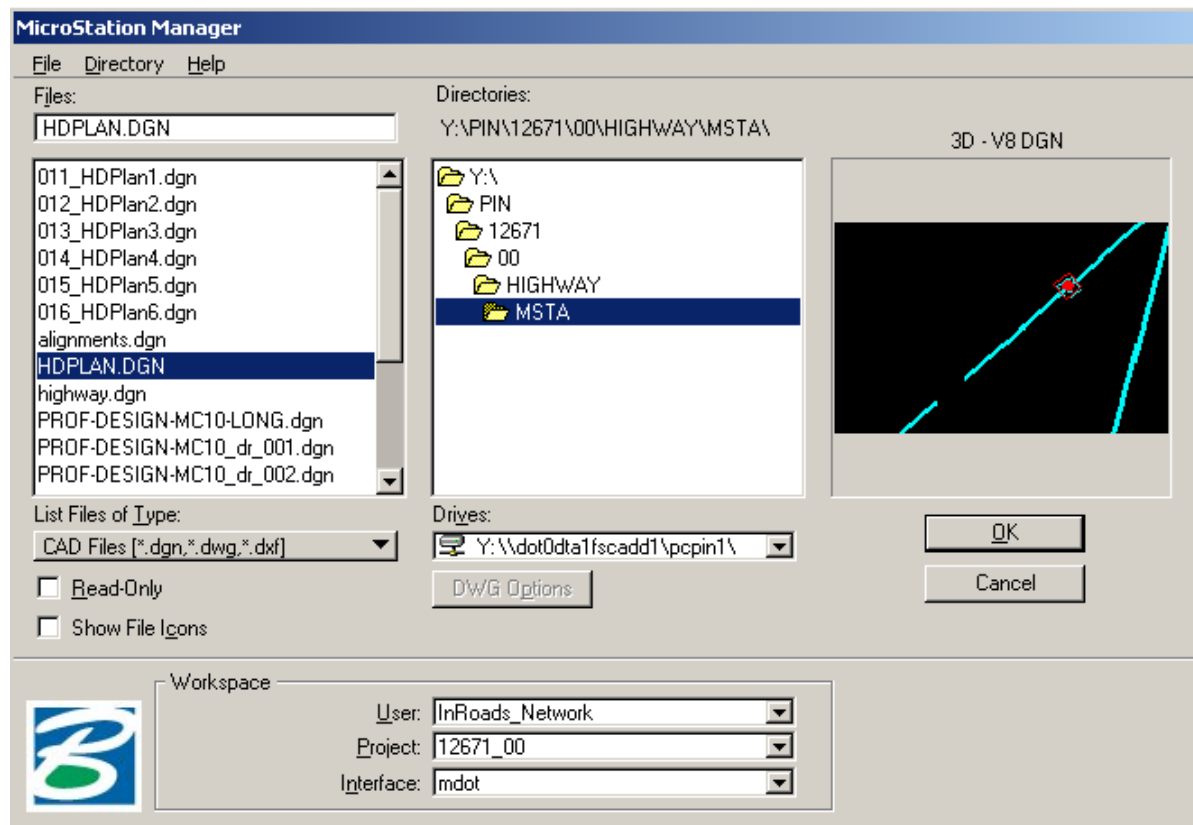 MicroStation Manager
File Directory Help
Files:
HDPLAN.DGN
011_HDPlan1.dgn
012_HDPlan2.dgn
013_HDPlan3.dgn
014_HDPlan4.dgn
015_HDPlan5.dgn
016_HDPlan6.dgn
alignments.dgn
HDPLAN.DGN
highway.dgn
PROF-DESIGN-MC10-LONG.dgn
PROF-DESIGN-MC10_dr_001.dgn
PROF-DESIGN-MC10_dr_002.dgn
List Files of Type:
CAD Files [*.dgn,*.dwg,*.dxf]
Read-Only
Show File Icons
Directories:
Y:\PIN\12671\00\HIGHWAY\MSTA\
Y:\
PIN
12671
00
HIGHWAY
MSTA
Drives:
Y: \\dot0dta1fscadd1\pcpin1\
DWG Options
3D - V8 DGN
OK
Cancel
Workspace
User: InRoads_Network
Project: 12671_00
Interface: mdot